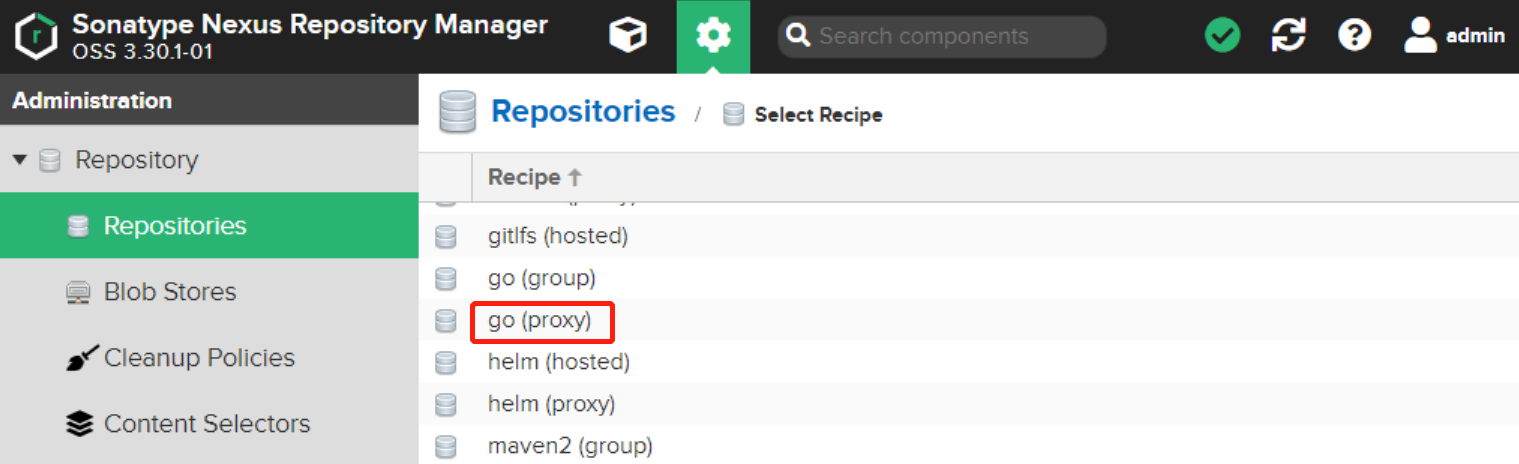 Sonatype Nexus Repository Manager
OSS 3.30.1-01
Search components
admin
Administration
Repositories / Select Recipe
Repository
Recipe
Repositories
gitlfs (hosted)
go (group)
Blob Stores
go (proxy)
Cleanup Policies
helm (hosted)
helm (proxy)
Content Selectors
maven2 (group)